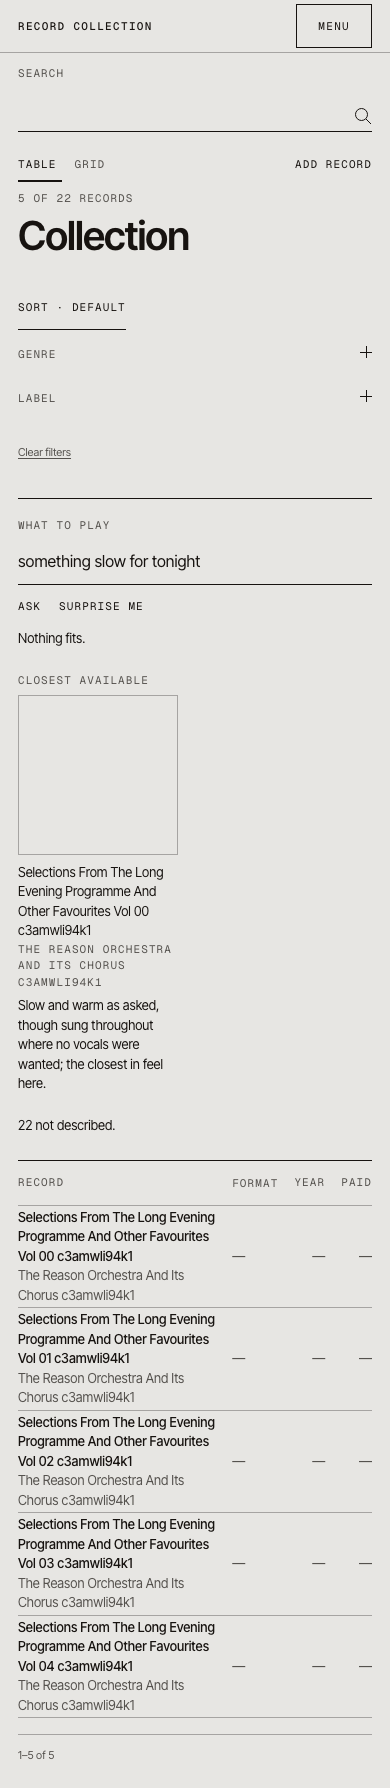 RECORD COLLECTION
MENU
SEARCH
TABLE GRID ADD RECORD
5 OF 22 RECORDS
Collection
SORT · DEFAULT
GENRE
LABEL
Clear filters
WHAT TO PLAY
something slow for tonight
ASK SURPRISE ME
Nothing fits.
CLOSEST AVAILABLE
Selections From The Long
Evening Programme And
Other Favourites Vol 00
c3amwli94k1
THE REASON ORCHESTRA
AND ITS CHORUS
C3AMWLI94K1
Slow and warm as asked,
though sung throughout
where no vocals were
wanted; the closest in feel
here.
22 not described.
RECORD FORMAT YEAR PAID
Selections From The Long Evening
Programme And Other Favourites
Vol 00 c3amwli94k1 — — —
The Reason Orchestra And Its
Chorus c3amwli94k1
Selections From The Long Evening
Programme And Other Favourites
Vol 01 c3amwli94k1 — — —
The Reason Orchestra And Its
Chorus c3amwli94k1
Selections From The Long Evening
Programme And Other Favourites
Vol 02 c3amwli94k1 — — —
The Reason Orchestra And Its
Chorus c3amwli94k1
Selections From The Long Evening
Programme And Other Favourites
Vol 03 c3amwli94k1 — — —
The Reason Orchestra And Its
Chorus c3amwli94k1
Selections From The Long Evening
Programme And Other Favourites
Vol 04 c3amwli94k1 — — —
The Reason Orchestra And Its
Chorus c3amwli94k1
1–5 of 5